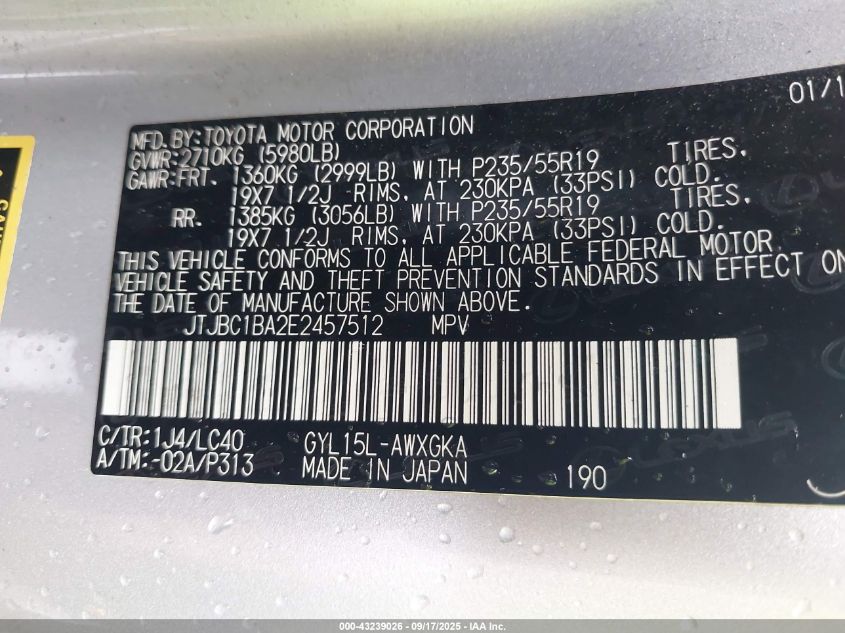 01/1
MFD.BY:TOYOTA MOTOR CORPORATION
GVWR:2710KG (5980LB)
GAWR:FRT. 1360KG (2999LB) WITH P235/55R19 TIRES,
19X7 1/2J RIMS, AT 230KPA (33PSI) COLD.
RR. 1385KG (3056LB) WITH P235/55R19 TIRES,
19X7 1/2J RIMS, AT 230KPA (33PSI) COLD.
THIS VEHICLE CONFORMS TO ALL APPLICABLE FEDERAL MOTOR
VEHICLE SAFETY AND THEFT PREVENTION STANDARDS IN EFFECT ON
THE DATE OF MANUFACTURE SHOWN ABOVE.
JTJBC1BA2E2457512 MPV
C/TR:1J4/LC40 GYL15L-AWXGKA
A/TM:-02A/P313 MADE IN JAPAN 190
LEXUS
000-43239026 - 09/17/2025 - IAA Inc.